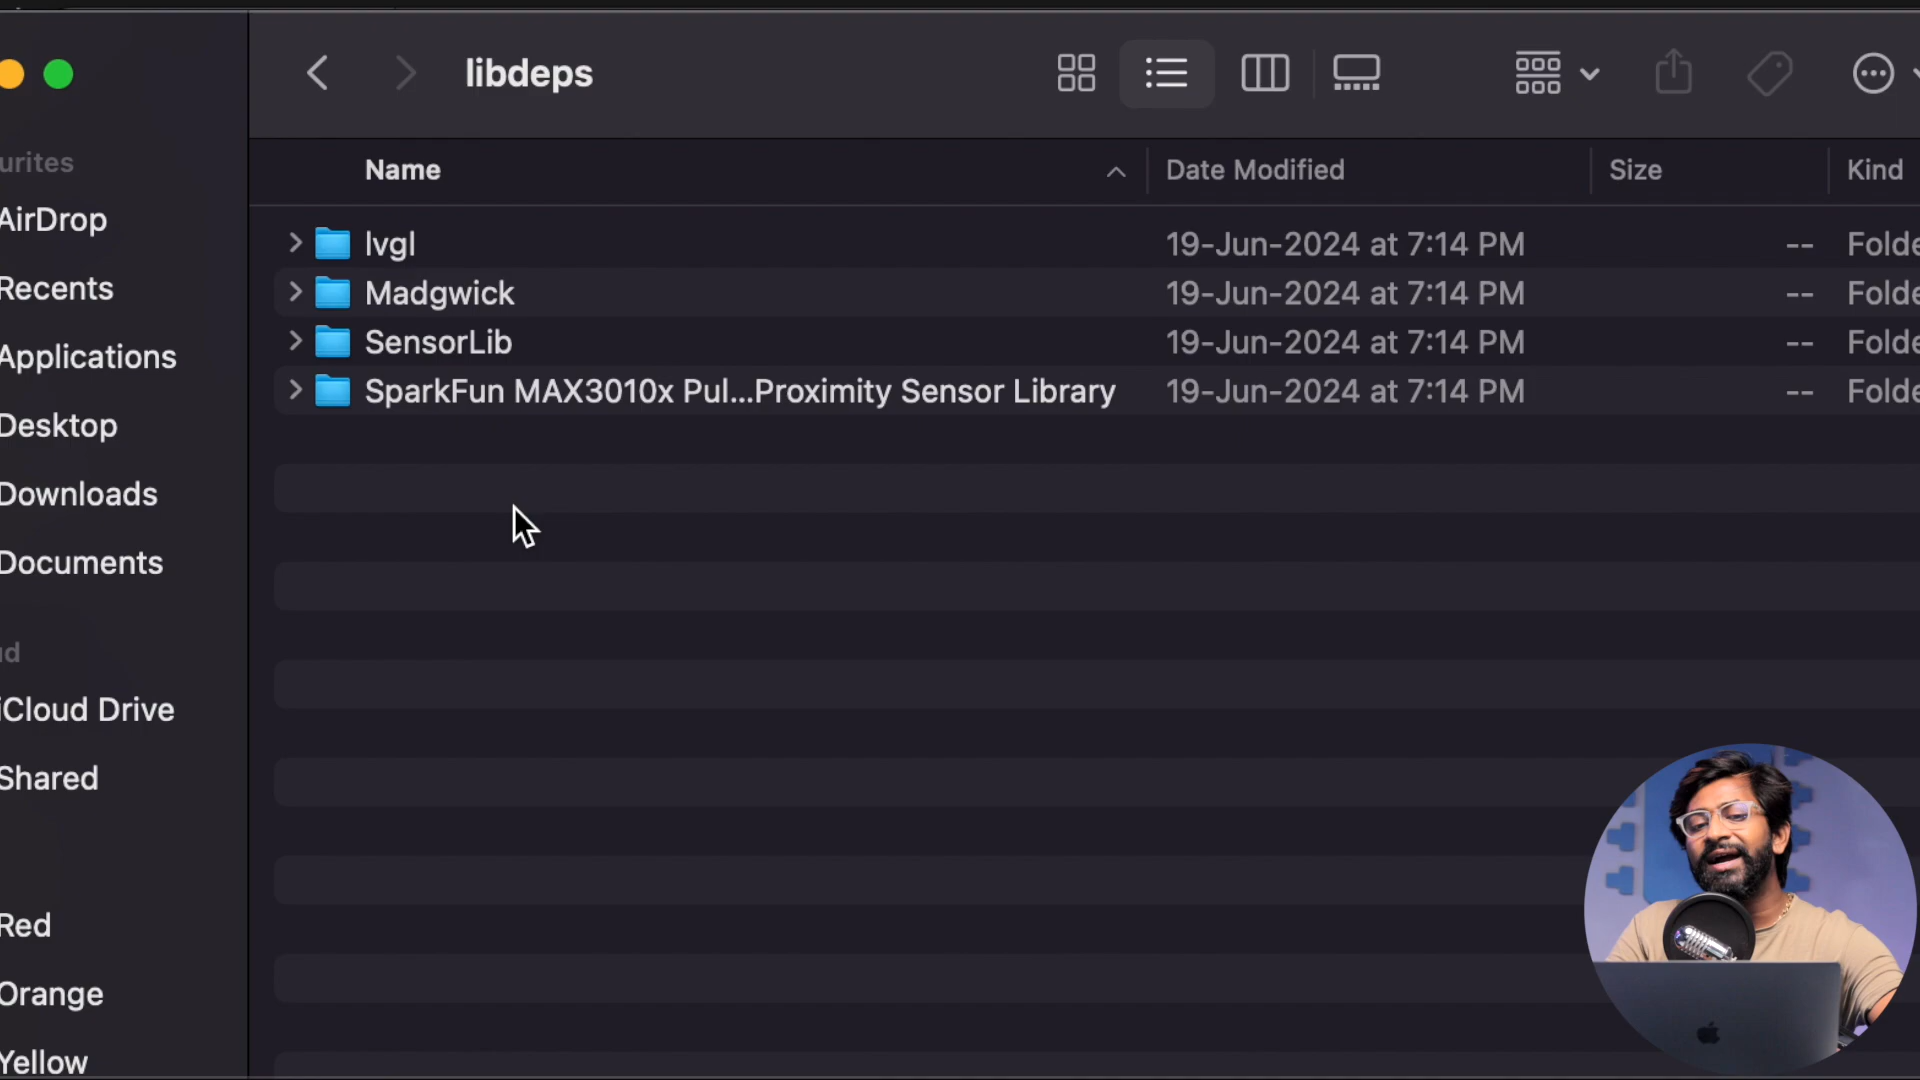 libdeps
Name Date Modified Size Kind
lvgl 19-Jun-2024 at 7:14 PM -- Folde
Madgwick 19-Jun-2024 at 7:14 PM -- Folde
SensorLib 19-Jun-2024 at 7:14 PM -- Folde
SparkFun MAX3010x Pul...Proximity Sensor Library 19-Jun-2024 at 7:14 PM -- Folde
urites
AirDrop
Recents
Applications
Desktop
Downloads
Documents
ud
iCloud Drive
Shared
Red
Orange
Yellow